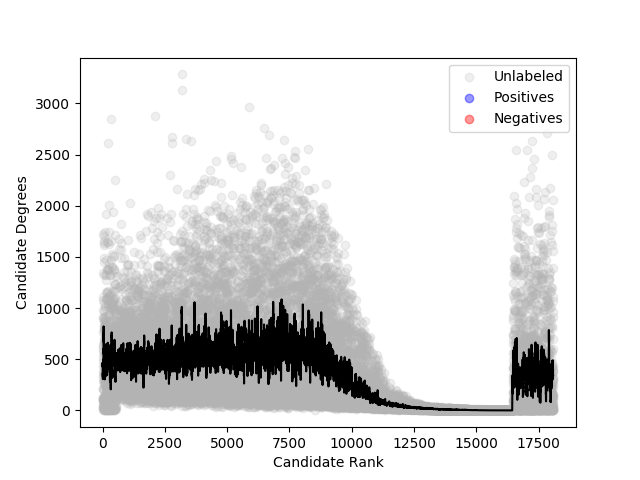 Unlabeled
Positives
Negatives
3000
2500
2000
1500
1000
500
0
Candidate Degrees
0 2500 5000 7500 10000 12500 15000 17500
Candidate Rank